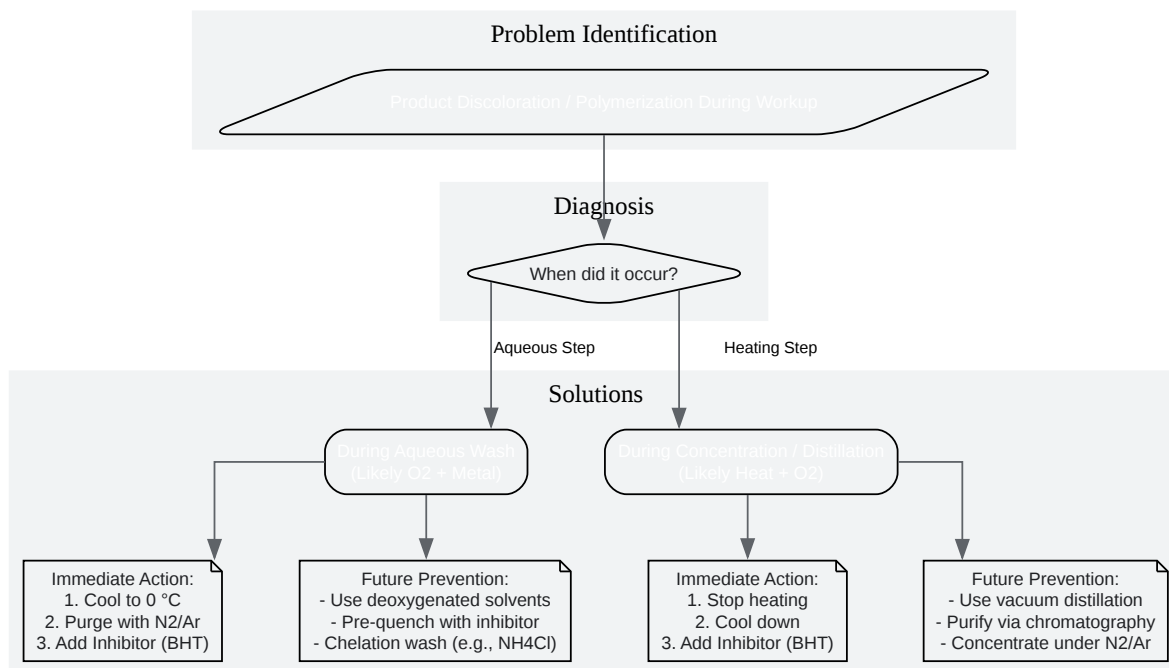 Problem Identification
Product Discoloration / Polymerization During Workup
Diagnosis
When did it occur?
Aqueous Step
Heating Step
Solutions
During Aqueous Wash
(Likely O2 + Metal)
During Concentration / Distillation
(Likely Heat + O2)
Immediate Action:
1. Cool to 0 °C
2. Purge with N2/Ar
3. Add Inhibitor (BHT)
Future Prevention:
- Use deoxygenated solvents
- Pre-quench with inhibitor
- Chelation wash (e.g., NH4Cl)
Immediate Action:
1. Stop heating
2. Cool down
3. Add Inhibitor (BHT)
Future Prevention:
- Use vacuum distillation
- Purify via chromatography
- Concentrate under N2/Ar